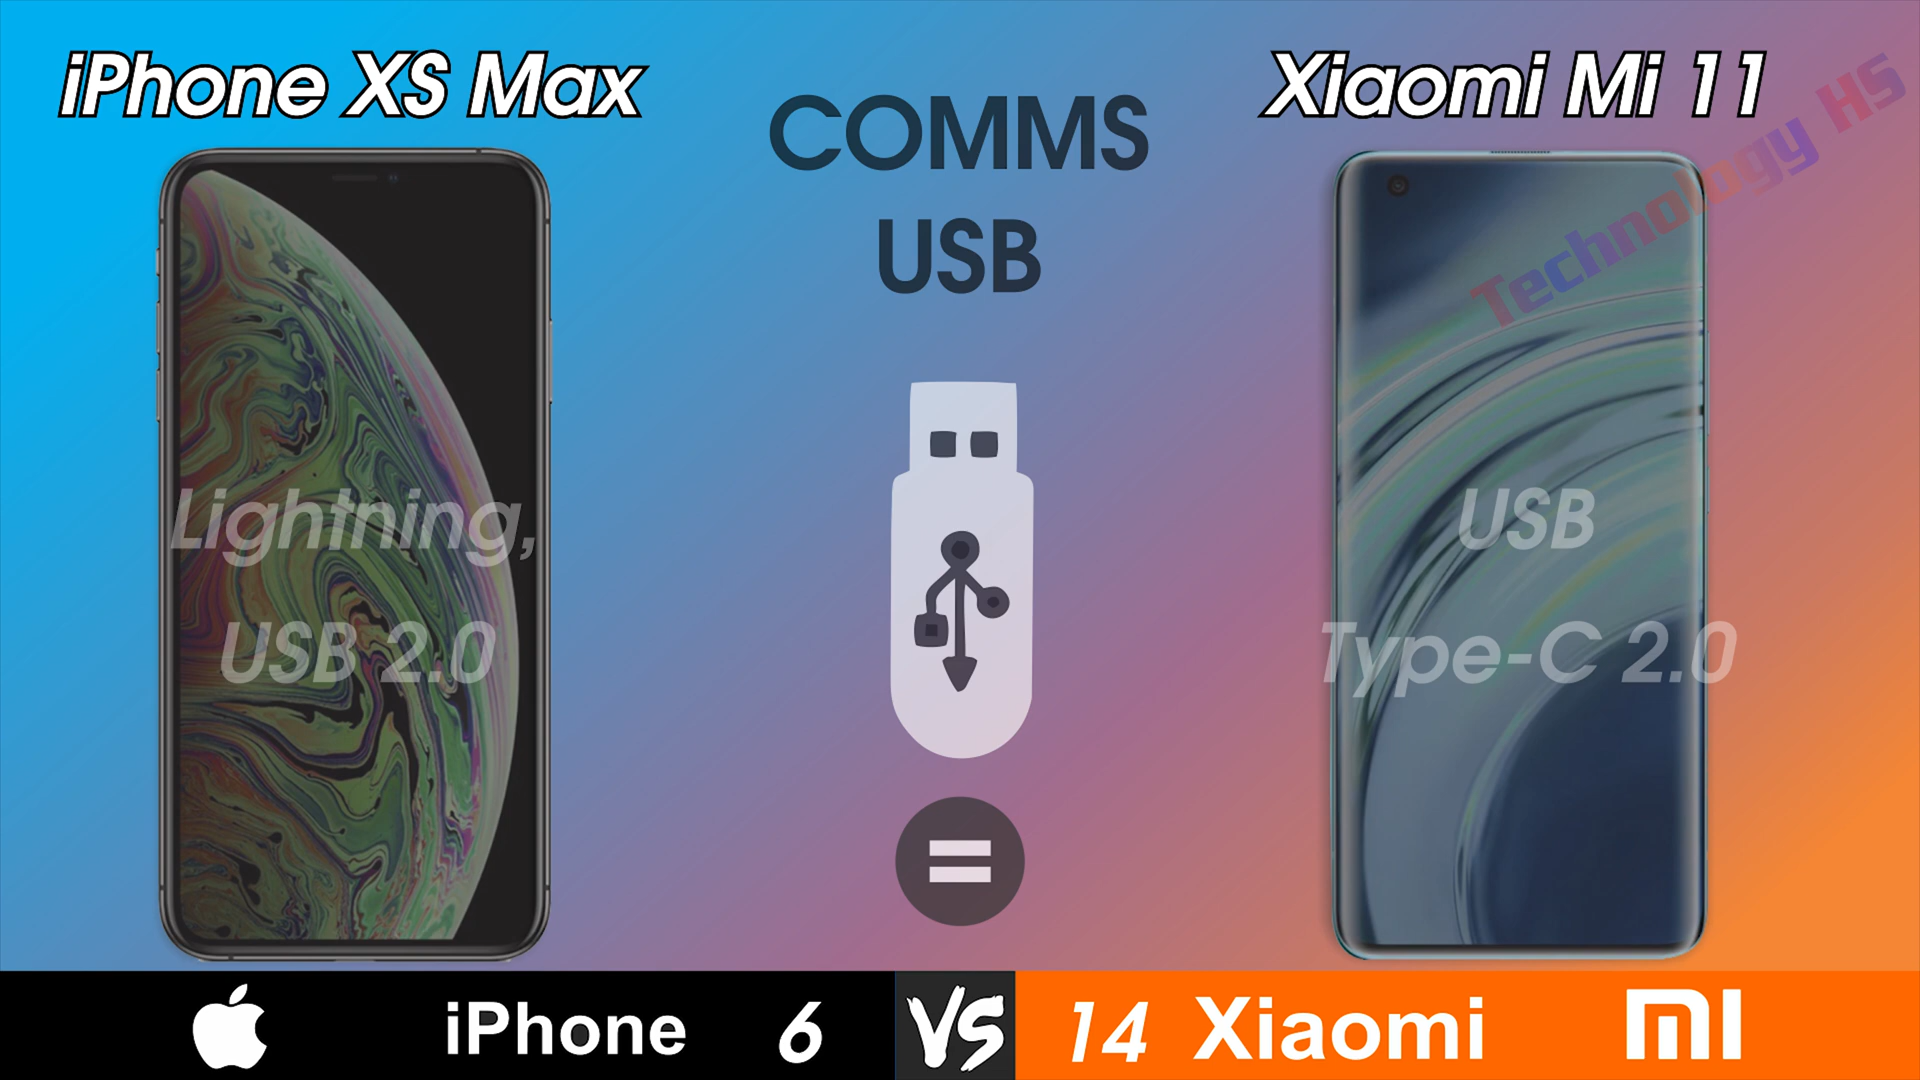 iPhone XS Max
COMMS
USB
Xiaomi Mi 11
Technology HS
Lightning,
USB 2.0
USB
Type-C 2.0
iPhone 6 VS 14 Xiaomi MI